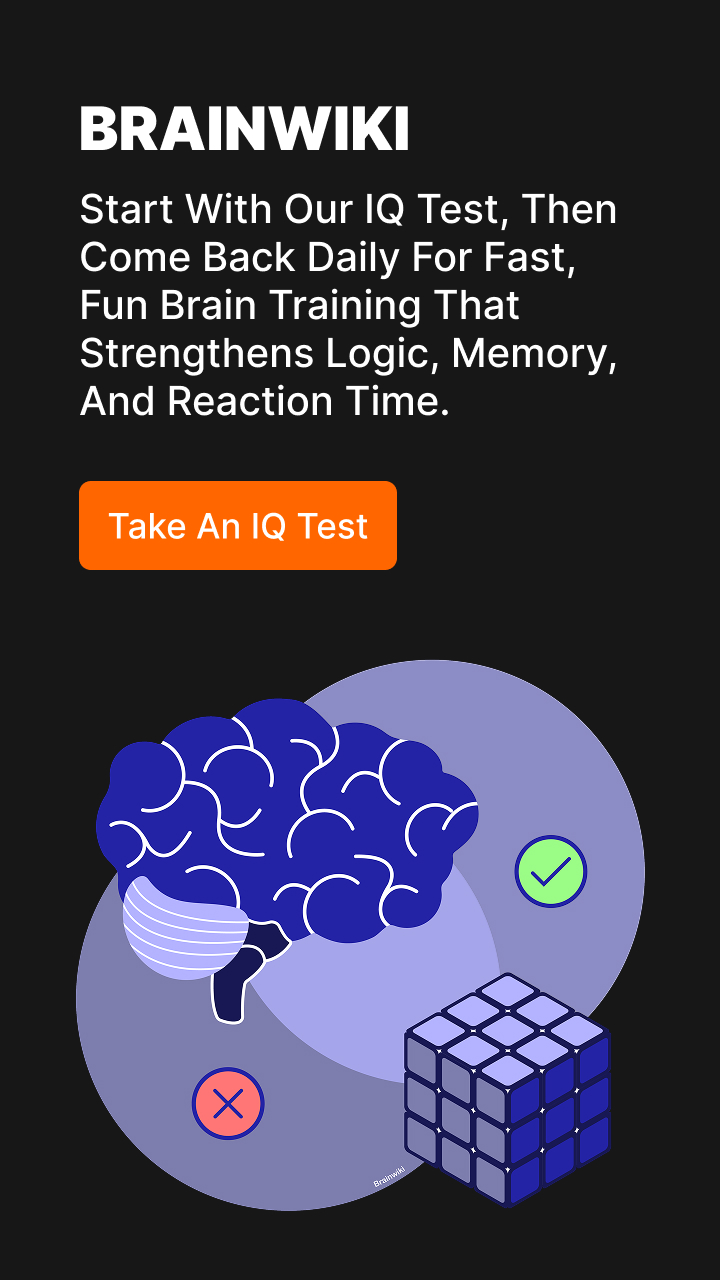 BRAINWIKI
Start With Our IQ Test, Then
Come Back Daily For Fast,
Fun Brain Training That
Strengthens Logic, Memory,
And Reaction Time.
Take An IQ Test
Brainwiki